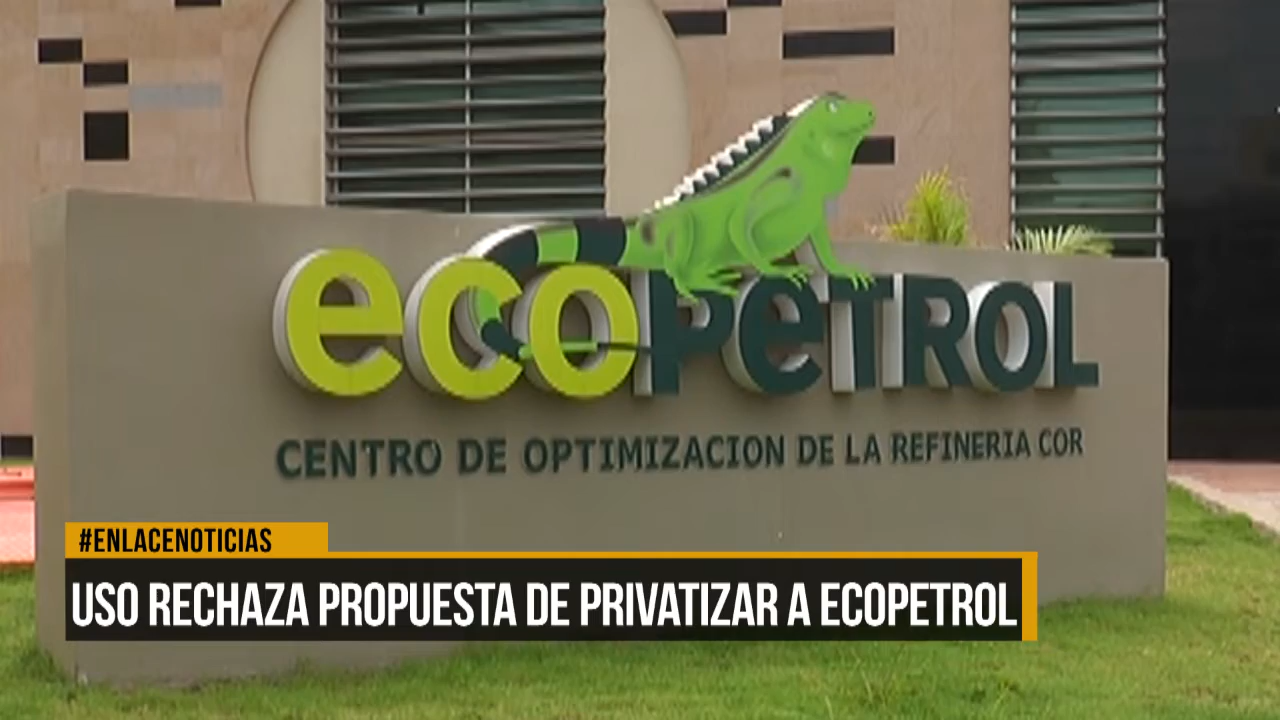 ecoPeTROL
CENTRO DE OPTIMIZACION DE LA REFINERIA COR
#ENLACENOTICIAS
USO RECHAZA PROPUESTA DE PRIVATIZAR A ECOPETROL